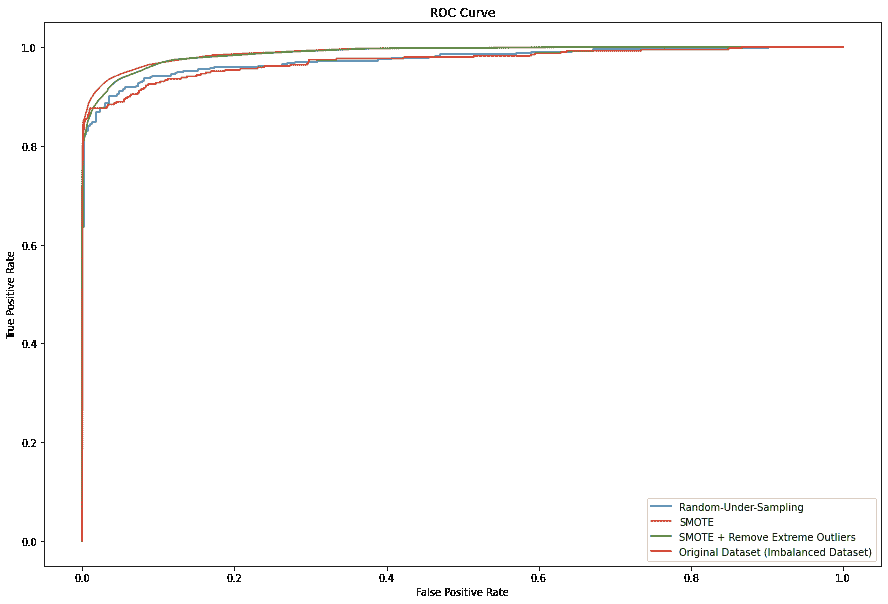 ROC Curve
1.0
0.8
0.6
0.4
0.2
0.0
True Positive Rate
Random-Under-Sampling
SMOTE
SMOTE + Remove Extreme Outliers
Original Dataset (Imbalanced Dataset)
0.0 0.2 0.4 0.6 0.8 1.0
False Positive Rate